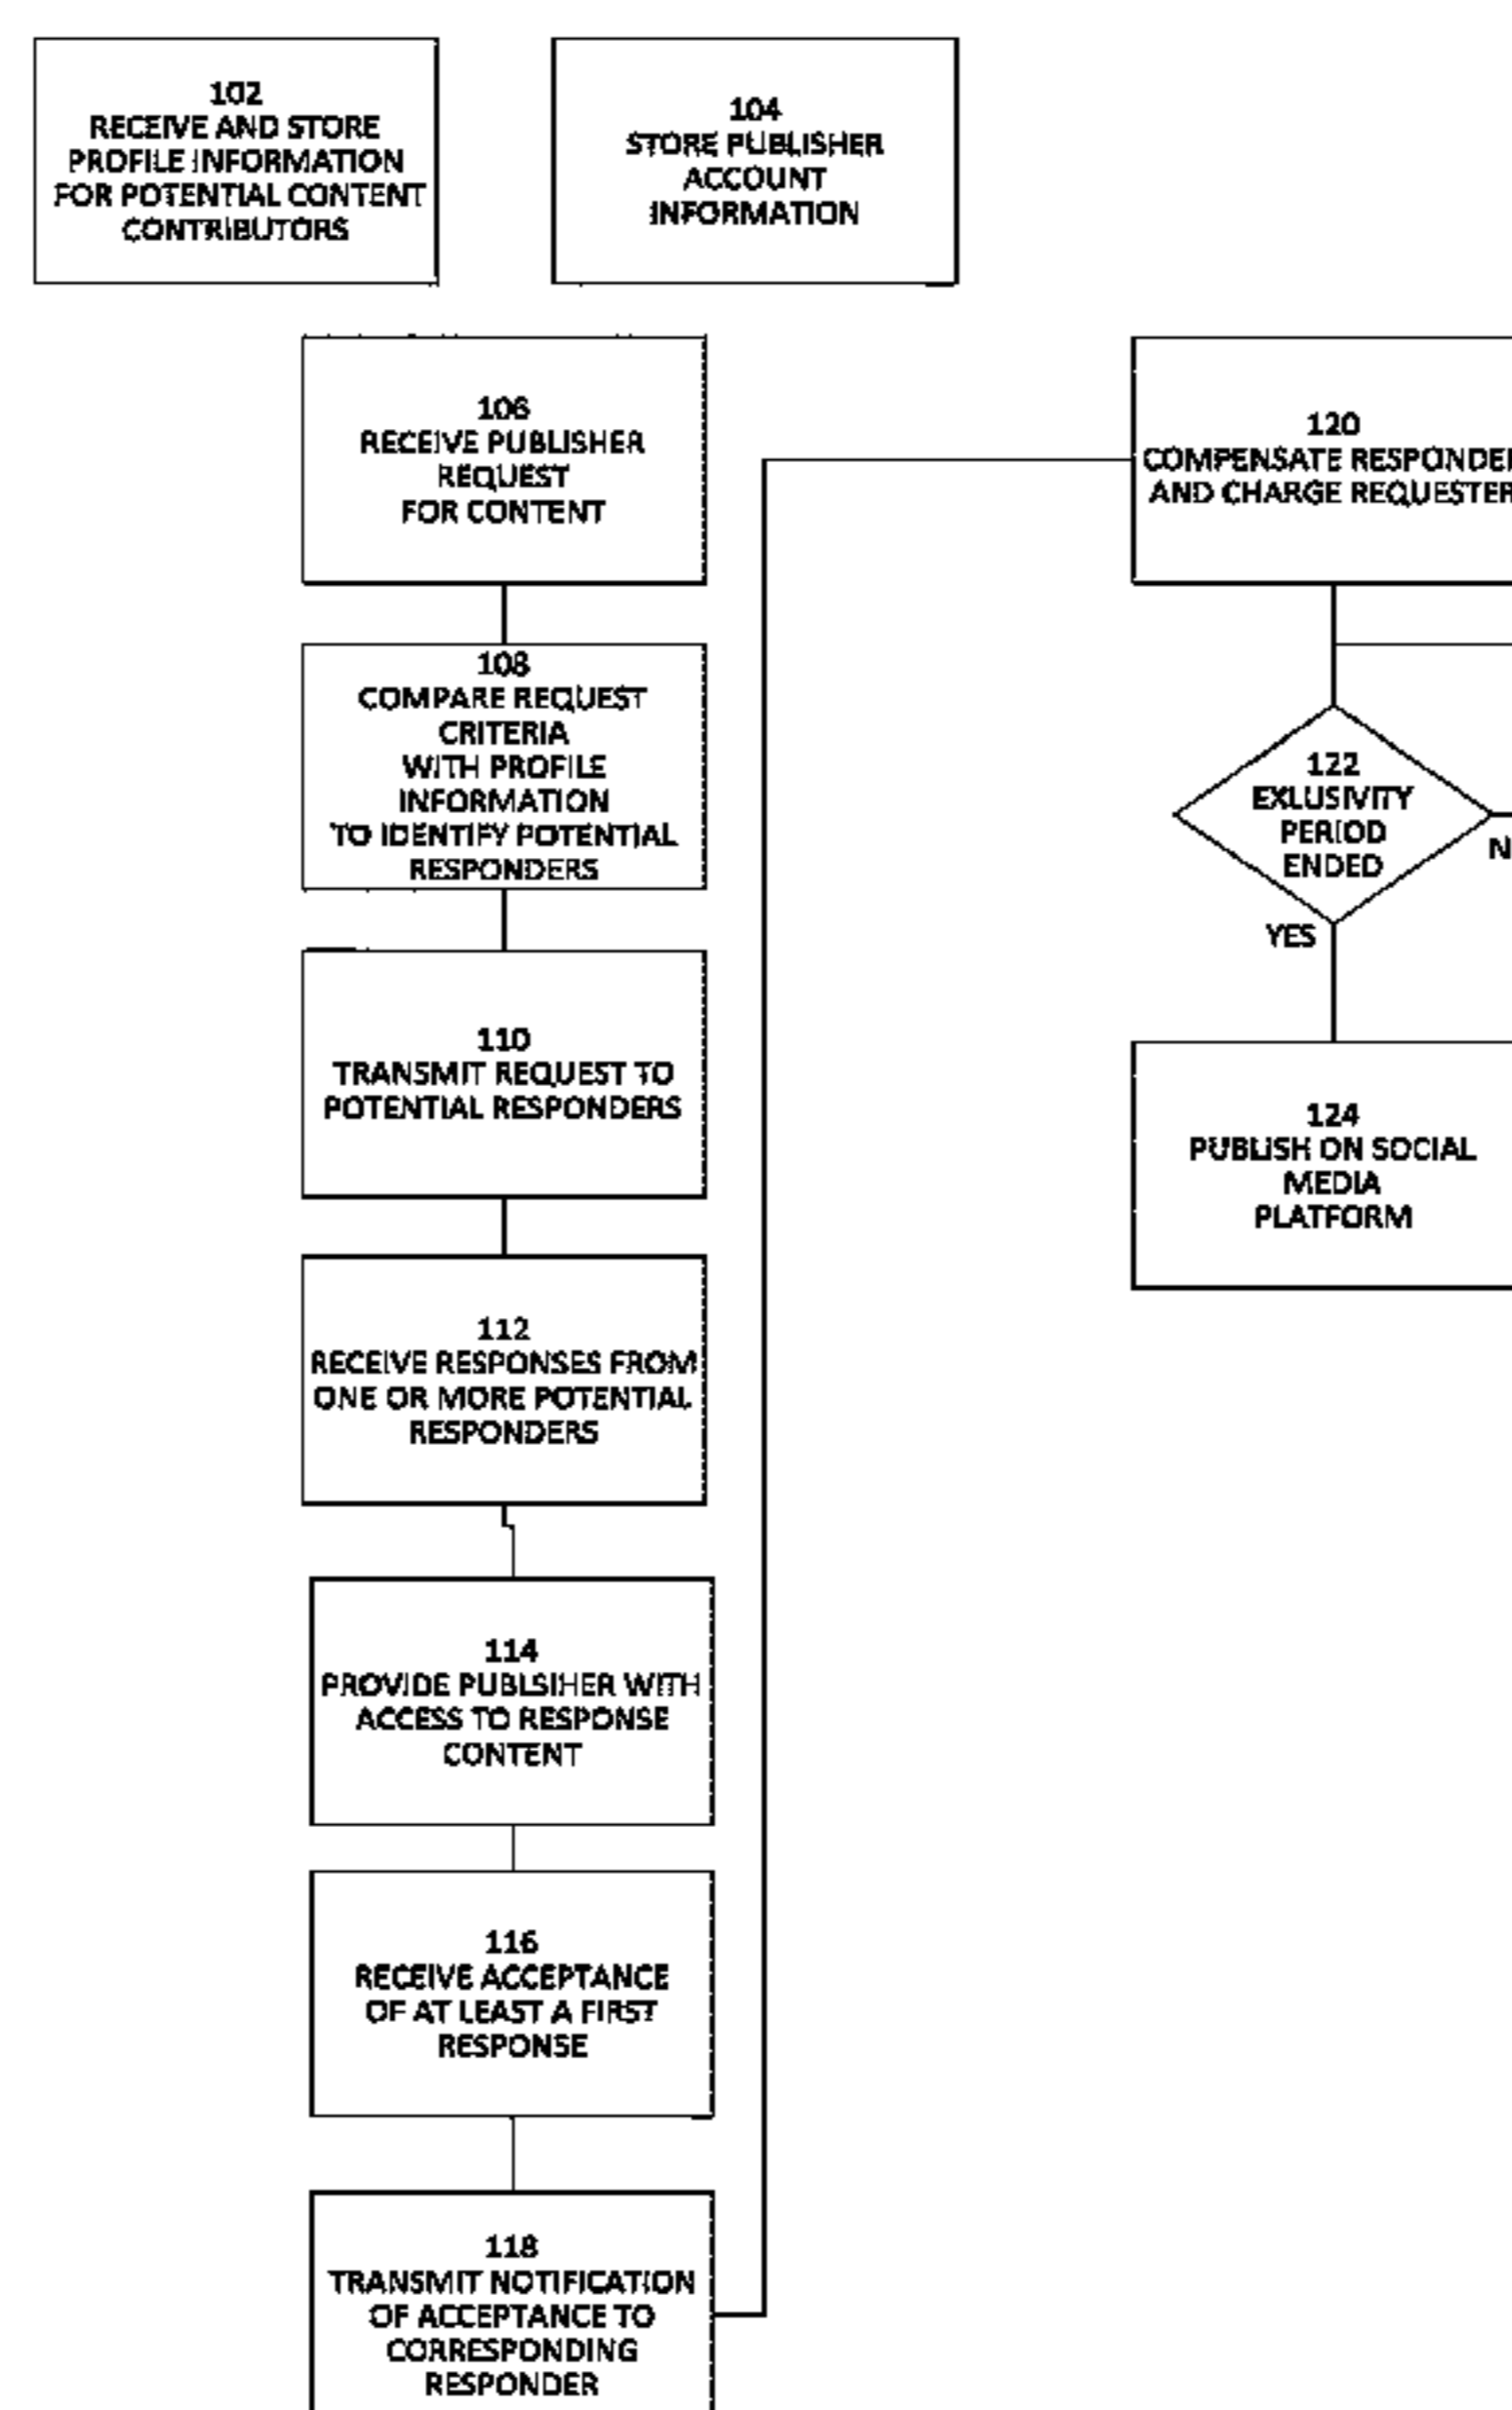 102
RECEIVE AND STORE
PROFILE INFORMATION
FOR POTENTIAL CONTENT
CONTRIBUTORS
104
STORE PUBLISHER
ACCOUNT
INFORMATION
106
RECEIVE PUBLISHER
REQUEST
FOR CONTENT
108
COMPARE REQUEST
CRITERIA
WITH PROFILE
INFORMATION
TO IDENTIFY POTENTIAL
RESPONDERS
110
TRANSMIT REQUEST TO
POTENTIAL RESPONDERS
112
RECEIVE RESPONSES FROM
ONE OR MORE POTENTIAL
RESPONDERS
114
PROVIDE PUBLSIHER WITH
ACCESS TO RESPONSE
CONTENT
116
RECEIVE ACCEPTANCE
OF AT LEAST A FIRST
RESPONSE
118
TRANSMIT NOTIFICATION
OF ACCEPTANCE TO
CORRESPONDING
RESPONDER
120
COMPENSATE RESPONDER
AND CHARGE REQUESTER
122
EXLUSIVITY
PERIOD
ENDED
YES
124
PUBLISH ON SOCIAL
MEDIA
PLATFORM